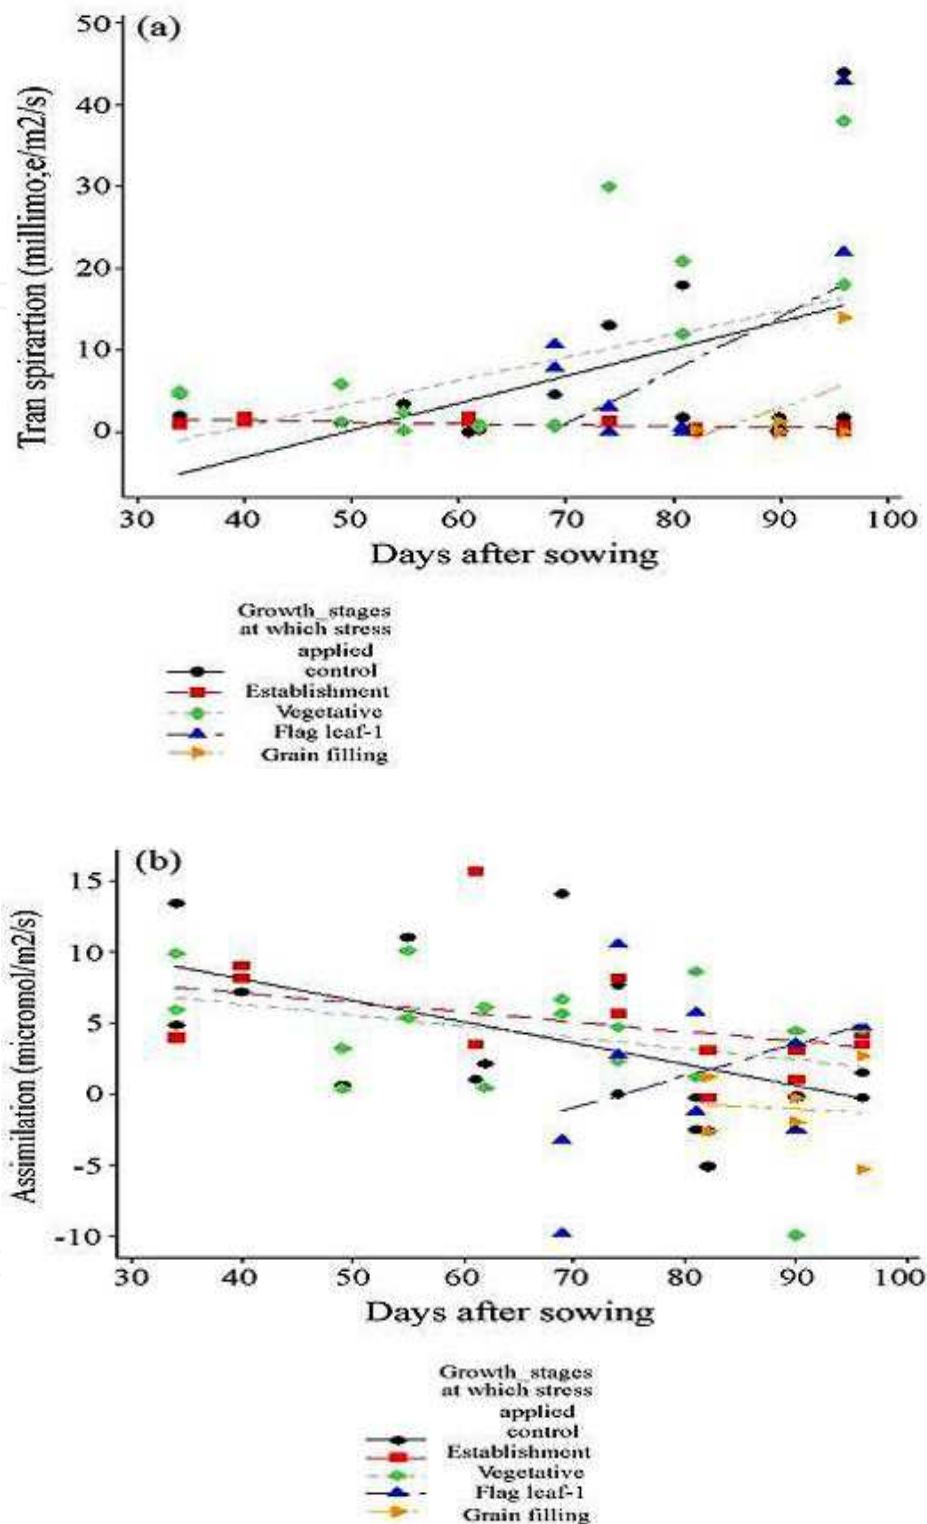 (a)
50
40
30
20
10
0
Tran spirartion (millimo;e/m2/s)
30 40 50 60 70 80 90 100
Days after sowing
Growth_stages
at which stress
applied
control
Establishment
Vegetative
Flag leaf-1
Grain filling
(b)
15
10
5
0
-5
-10
Assimilation (micromol/m2/s)
30 40 50 60 70 80 90 100
Days after sowing
Growth_stages
at which stress
applied
control
Establishment
Vegetative
Flag leaf-1
Grain filling